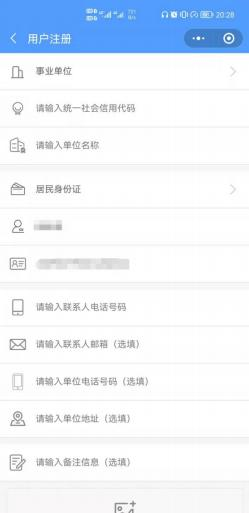 20:28
用户注册
事业单位
请输入统一社会信用代码
请输入单位名称
居民身份证
请输入联系人电话号码
请输入联系人邮箱（选填）
请输入单位电话号码（选填）
请输入单位地址（选填）
请输入备注信息（选填）